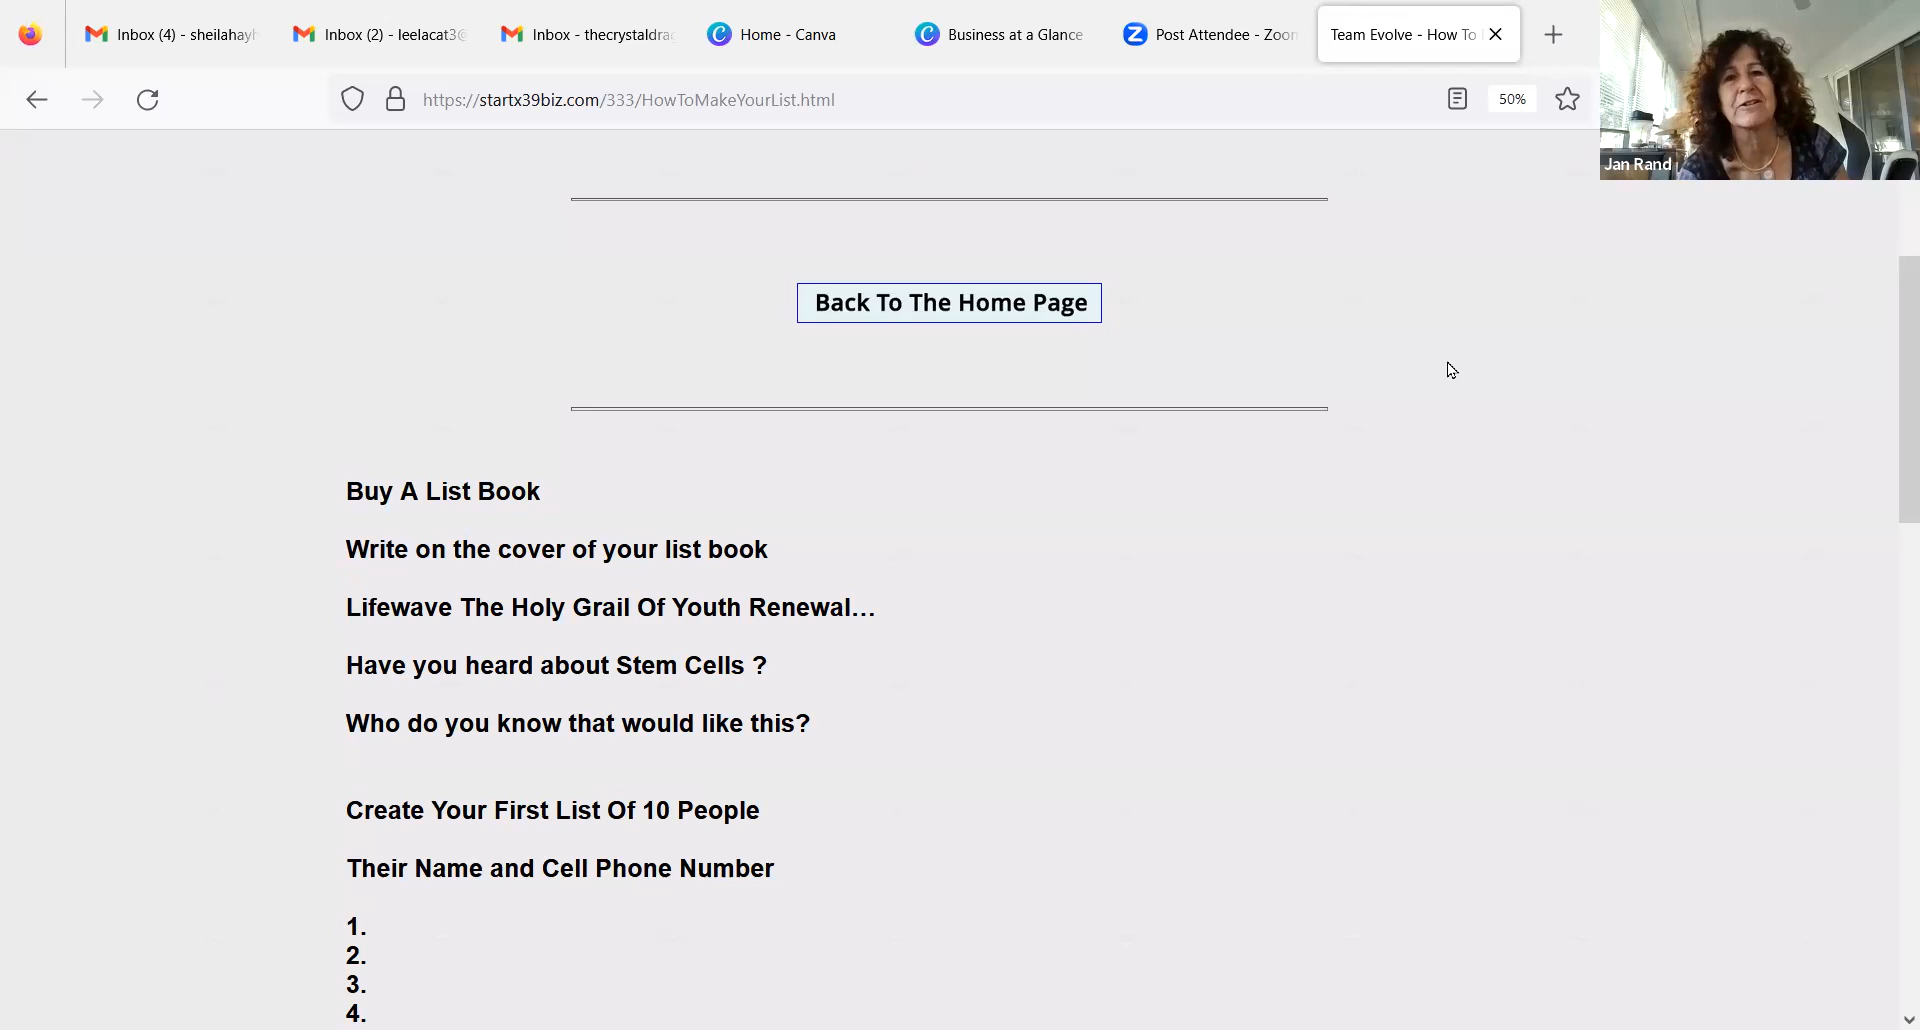 Inbox (4) - sheilahayh
Inbox (2) - leelacat3@
Inbox - thecrystaldra
Home - Canva
Business at a Glance
Post Attendee - Zoom
Team Evolve - How To
https://startx39biz.com/333/HowToMakeYourList.html
50%
Jan Rand
Back To The Home Page
Buy A List Book
Write on the cover of your list book
Lifewave The Holy Grail Of Youth Renewal…
Have you heard about Stem Cells ?
Who do you know that would like this?
Create Your First List Of 10 People
Their Name and Cell Phone Number
1.
2.
3.
4.